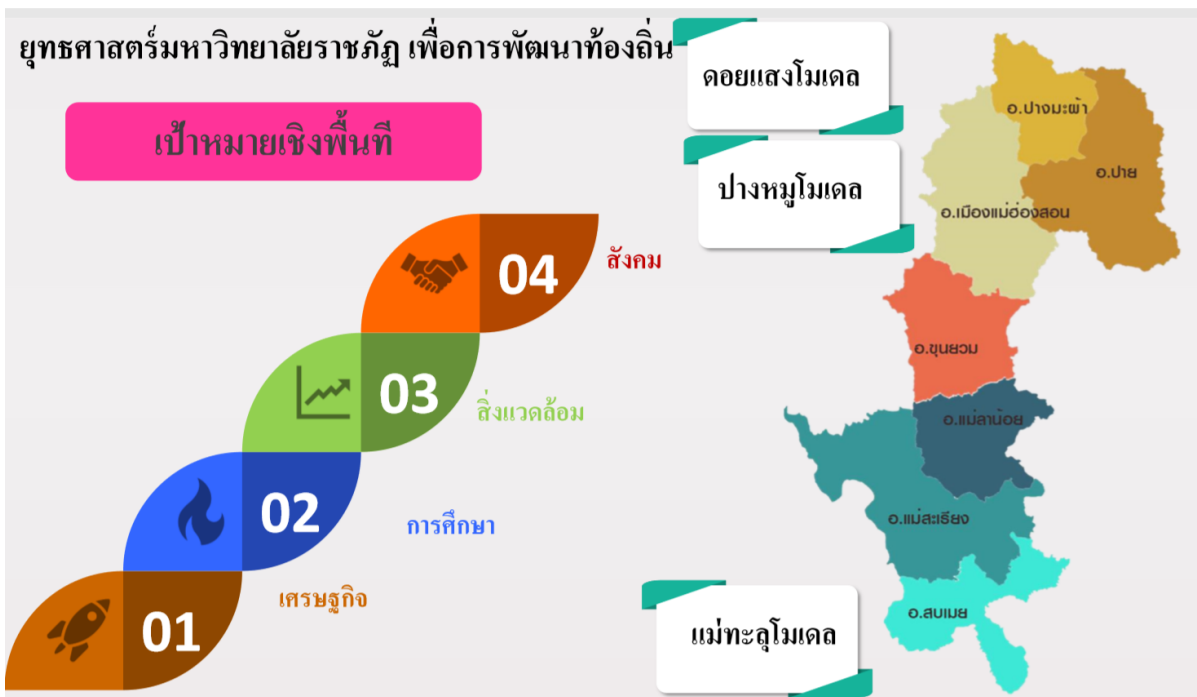 ยุทธศาสตร์มหาวิทยาลัยราชภัฏ เพื่อการพัฒนาท้องถิ่น
เป้าหมายเชิงพื้นที
04
สังคม
03
สิ่งแวดล้อม
02
การศึกษา
01
เศรษฐกิจ
ดอยแสงโมเดล
ปางหมูโมเดล
แม่ทะลุโมเดล
อ.ปางมะผ้า
อ.ปาย
อ.เมืองแม่ฮ่องสอน
อ.ขุนยวม
อ.แม่ลาน้อย
อ.แม่สะเรียง
อ.สบเมย